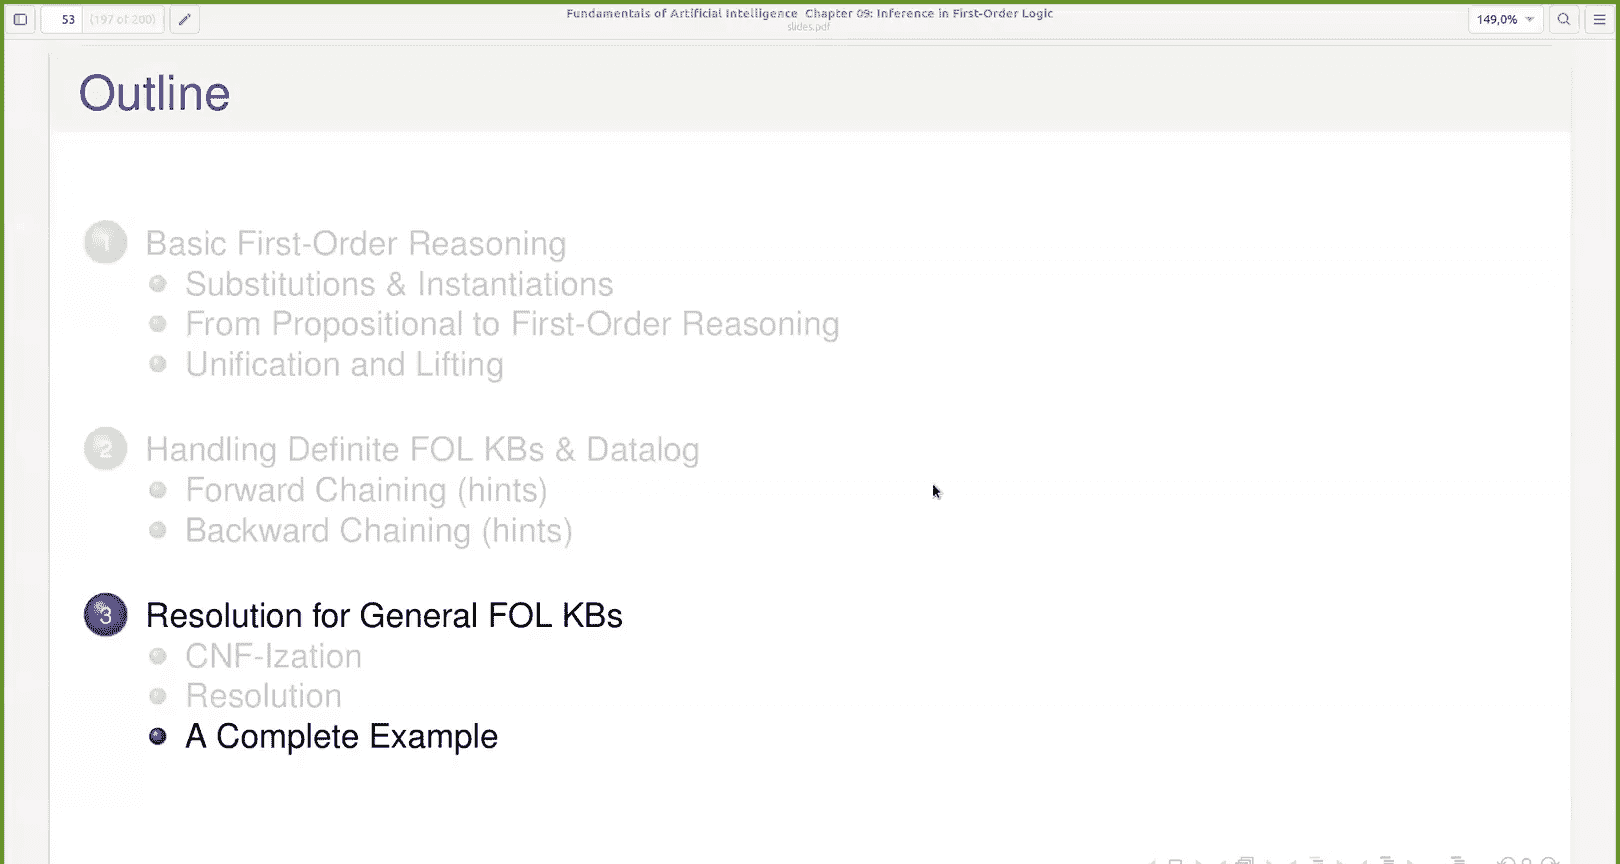 53 (197 of 200)
Fundamentals of Artificial Intelligence Chapter 09: Inference in First-Order Logic
slides.pdf
149,0%
Outline
1 Basic First-Order Reasoning
Substitutions & Instantiations
From Propositional to First-Order Reasoning
Unification and Lifting
2 Handling Definite FOL KBs & Datalog
Forward Chaining (hints)
Backward Chaining (hints)
3 Resolution for General FOL KBs
CNF-Ization
Resolution
A Complete Example